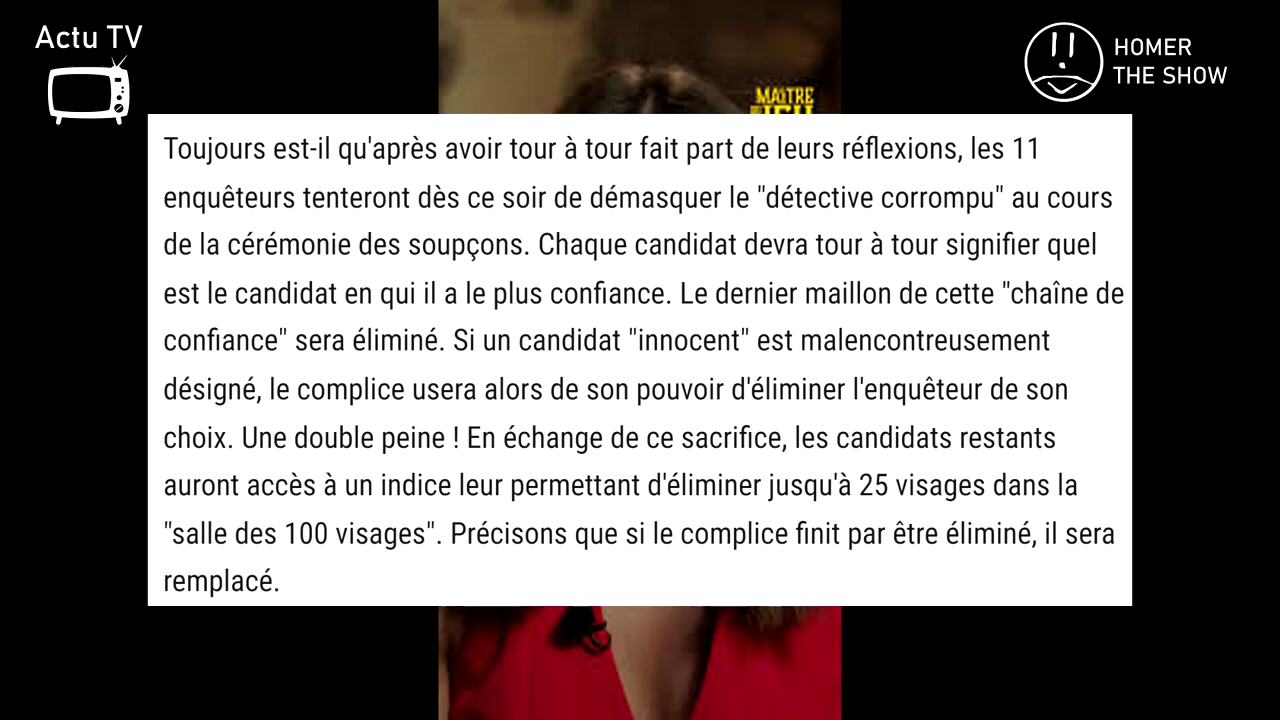 Actu TV
HOMER
THE SHOW
MAÎTRE
Toujours est-il qu'après avoir tour à tour fait part de leurs réflexions, les 11
enquêteurs tenteront dès ce soir de démasquer le "détective corrompu" au cours
de la cérémonie des soupçons. Chaque candidat devra tour à tour signifier quel
est le candidat en qui il a le plus confiance. Le dernier maillon de cette "chaîne de
confiance" sera éliminé. Si un candidat "innocent" est malencontreusement
désigné, le complice usera alors de son pouvoir d'éliminer l'enquêteur de son
choix. Une double peine ! En échange de ce sacrifice, les candidats restants
auront accès à un indice leur permettant d'éliminer jusqu'à 25 visages dans la
"salle des 100 visages". Précisons que si le complice finit par être éliminé, il sera
remplacé.